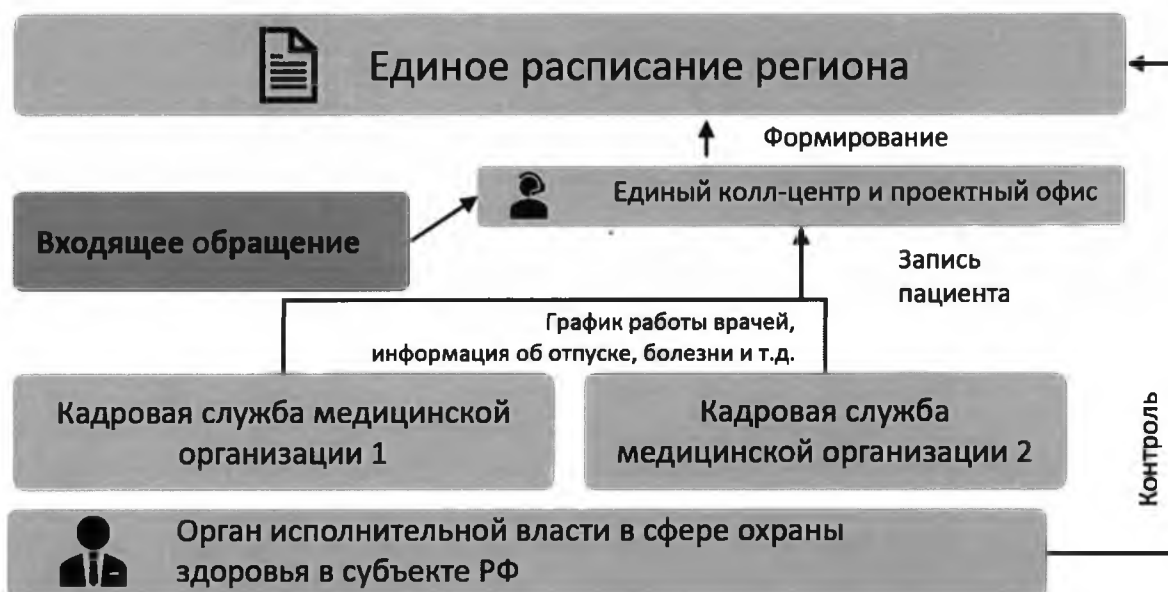 Единое расписание региона
Формирование
Единый колл-центр и проектный офис
Входящее обращение
Запись
пациента
График работы врачей,
информация об отпуске, болезни и т.д.
Кадровая служба медицинской
организации 1
Кадровая служба
медицинской организации 2
Контроль
Орган исполнительной власти в сфере охраны
здоровья в субъекте РФ